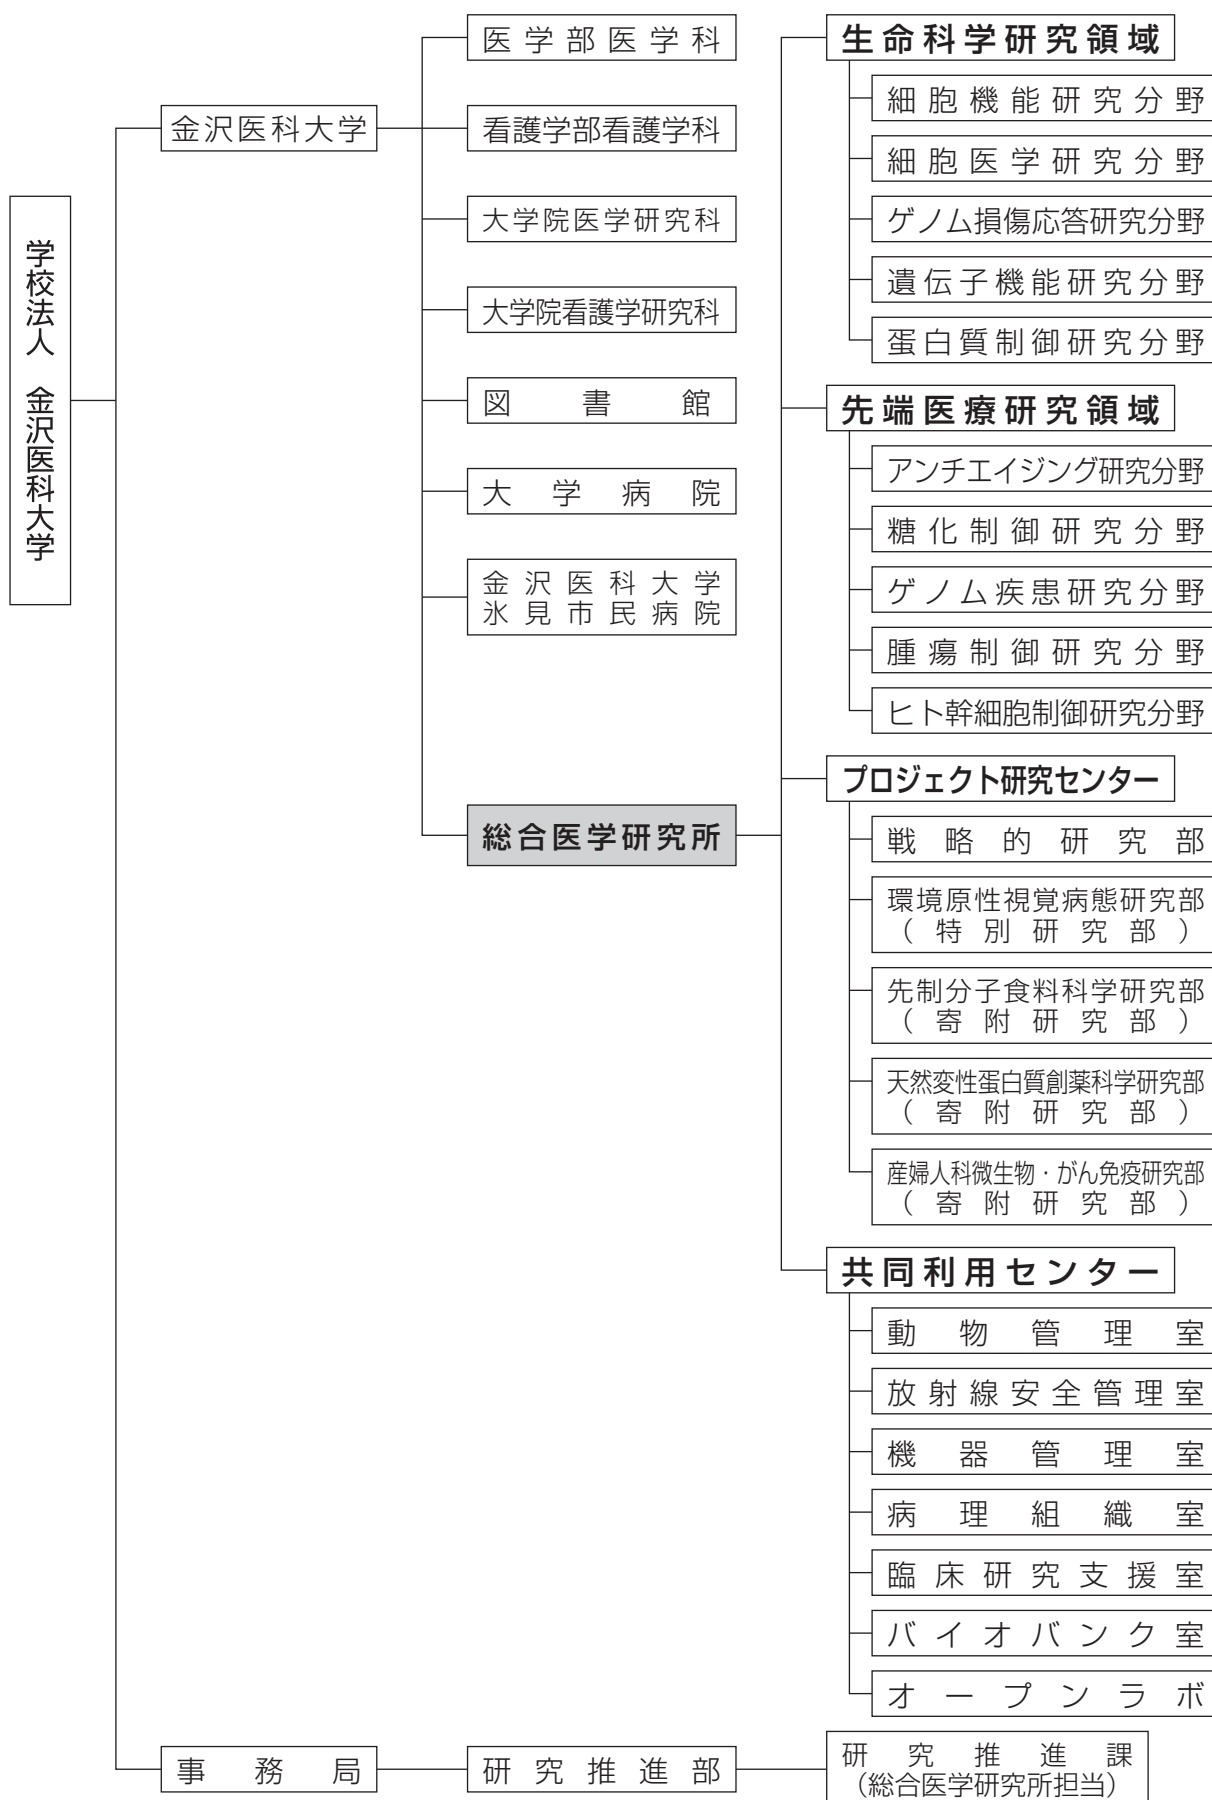 学校法人 金沢医科大学
金沢医科大学
医学部医学科
看護学部看護学科
大学院医学研究科
大学院看護学研究科
図書館
大学病院
金沢医科大学
氷見市民病院
総合医学研究所
生命科学研究領域
細胞機能研究分野
細胞医学研究分野
ゲノム損傷応答研究分野
遺伝子機能研究分野
蛋白質制御研究分野
先端医療研究領域
アンチエイジング研究分野
糖化制御研究分野
ゲノム疾患研究分野
腫瘍制御研究分野
ヒト幹細胞制御研究分野
プロジェクト研究センター
戦略的研究部
環境原性視覚病態研究部
(特別研究部)
先制分子食料科学研究部
(寄附研究部)
天然変性蛋白質創薬科学研究部
(寄附研究部)
産婦人科微生物・がん免疫研究部
(寄附研究部)
共同利用センター
動物管理室
放射線安全管理室
機器管理室
病理組織室
臨床研究支援室
バイオバンク室
オープンラボ
事務局
研究推進部
研究推進課
(総合医学研究所担当)